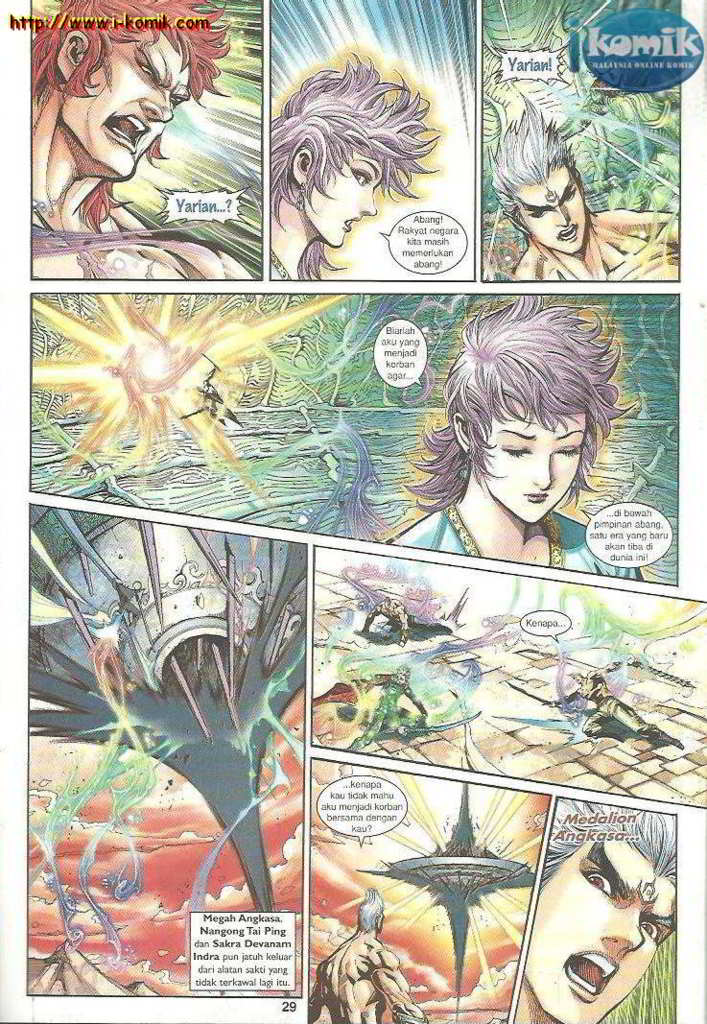 http://www.i-komik.com
ikomik
MALAYSIA ONLINE KOMIK
Yarian...?
Abang!
Rakyat negara
kita masih
memerlukan
abang!
Yarian!
Biarlah
aku yang
menjadi
korban
agar...
...di bawah
pimpinan abang,
satu era yang baru
akan tiba di
dunia ini!
Megah Angkasa,
Nangong Tai Ping
dan Sakra Devanam
Indra pun jatuh keluar
dari alatan sakti yang
tidak terkawal lagi itu.
Kenapa...
...kenapa
kau tidak mahu
aku menjadi korban
bersama dengan
kau?
Medalion
Angkasa...
29